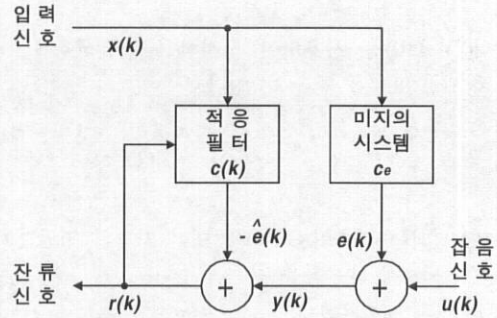 입 력
신 호
x(k)
적 응
필 터
c(k)
미지의
시스템
cₑ
- ê(k)
e(k)
잡 음
신 호
잔 류
신 호
r(k)
+
y(k)
+
u(k)